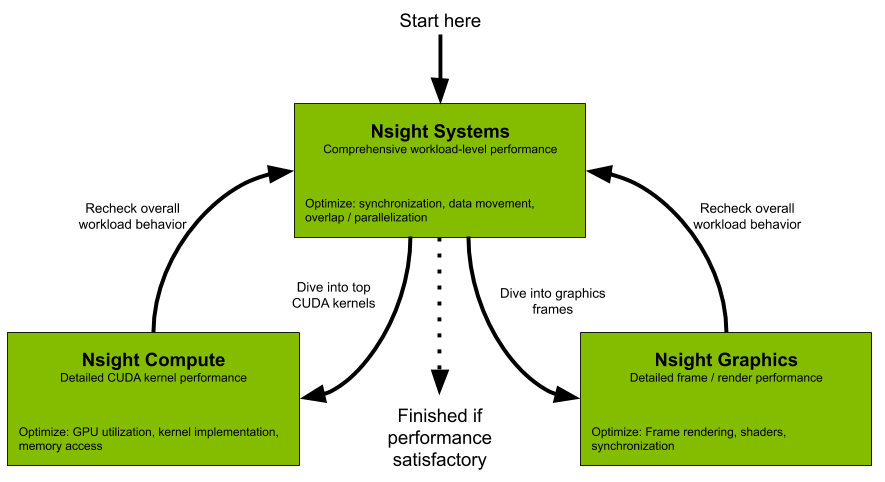 Start here
Nsight Systems
Comprehensive workload-level performance
Optimize: synchronization, data movement,
overlap / parallelization
Recheck overall
workload behavior
Recheck overall
workload behavior
Dive into top
CUDA kernels
Dive into graphics
frames
Nsight Compute
Detailed CUDA kernel performance
Optimize: GPU utilization, kernel implementation,
memory access
Finished if
performance
satisfactory
Nsight Graphics
Detailed frame / render performance
Optimize: Frame rendering, shaders,
synchronization